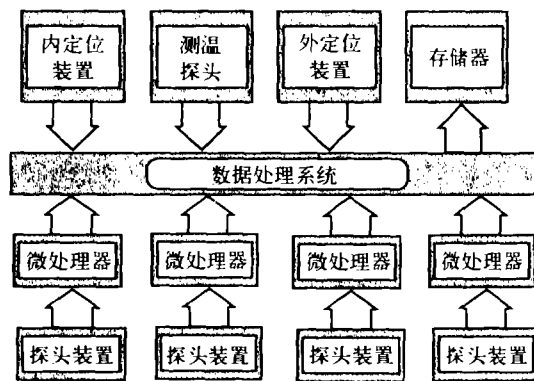 内定位
装置
测温
探头
外定位
装置
存储器
数据处理系统
微处理器
微处理器
微处理器
微处理器
探头装置
探头装置
探头装置
探头装置